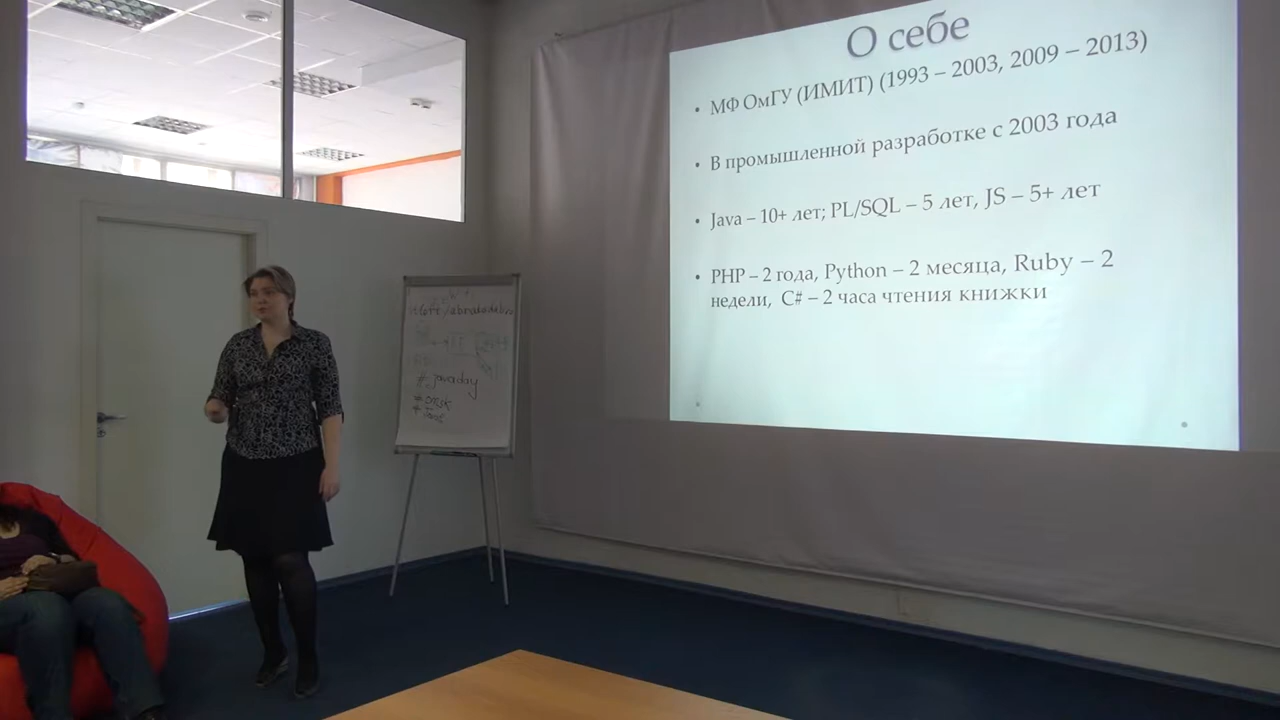 О себе
• МФ ОмГУ (ИМИТ) (1993 – 2003, 2009 – 2013)
• В промышленной разработке с 2003 года
• Java – 10+ лет; PL/SQL – 5 лет, JS – 5+ лет
• PHP – 2 года, Python – 2 месяца, Ruby – 2
недели, C# – 2 часа чтения книжки
# javaday
# omsk